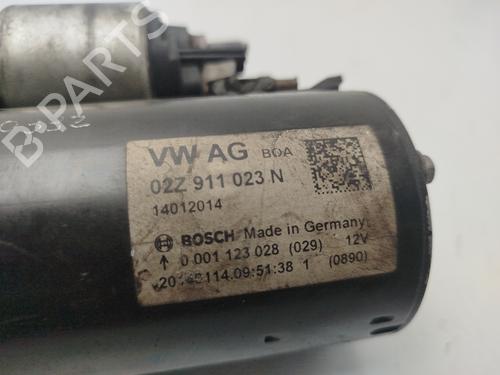 B-PARTS
VW AG BOA
02Z 911 023 N
14012014
BOSCH Made in Germany
0 001 123 028 (029) 12V
114.09:51:38 1 (0890)